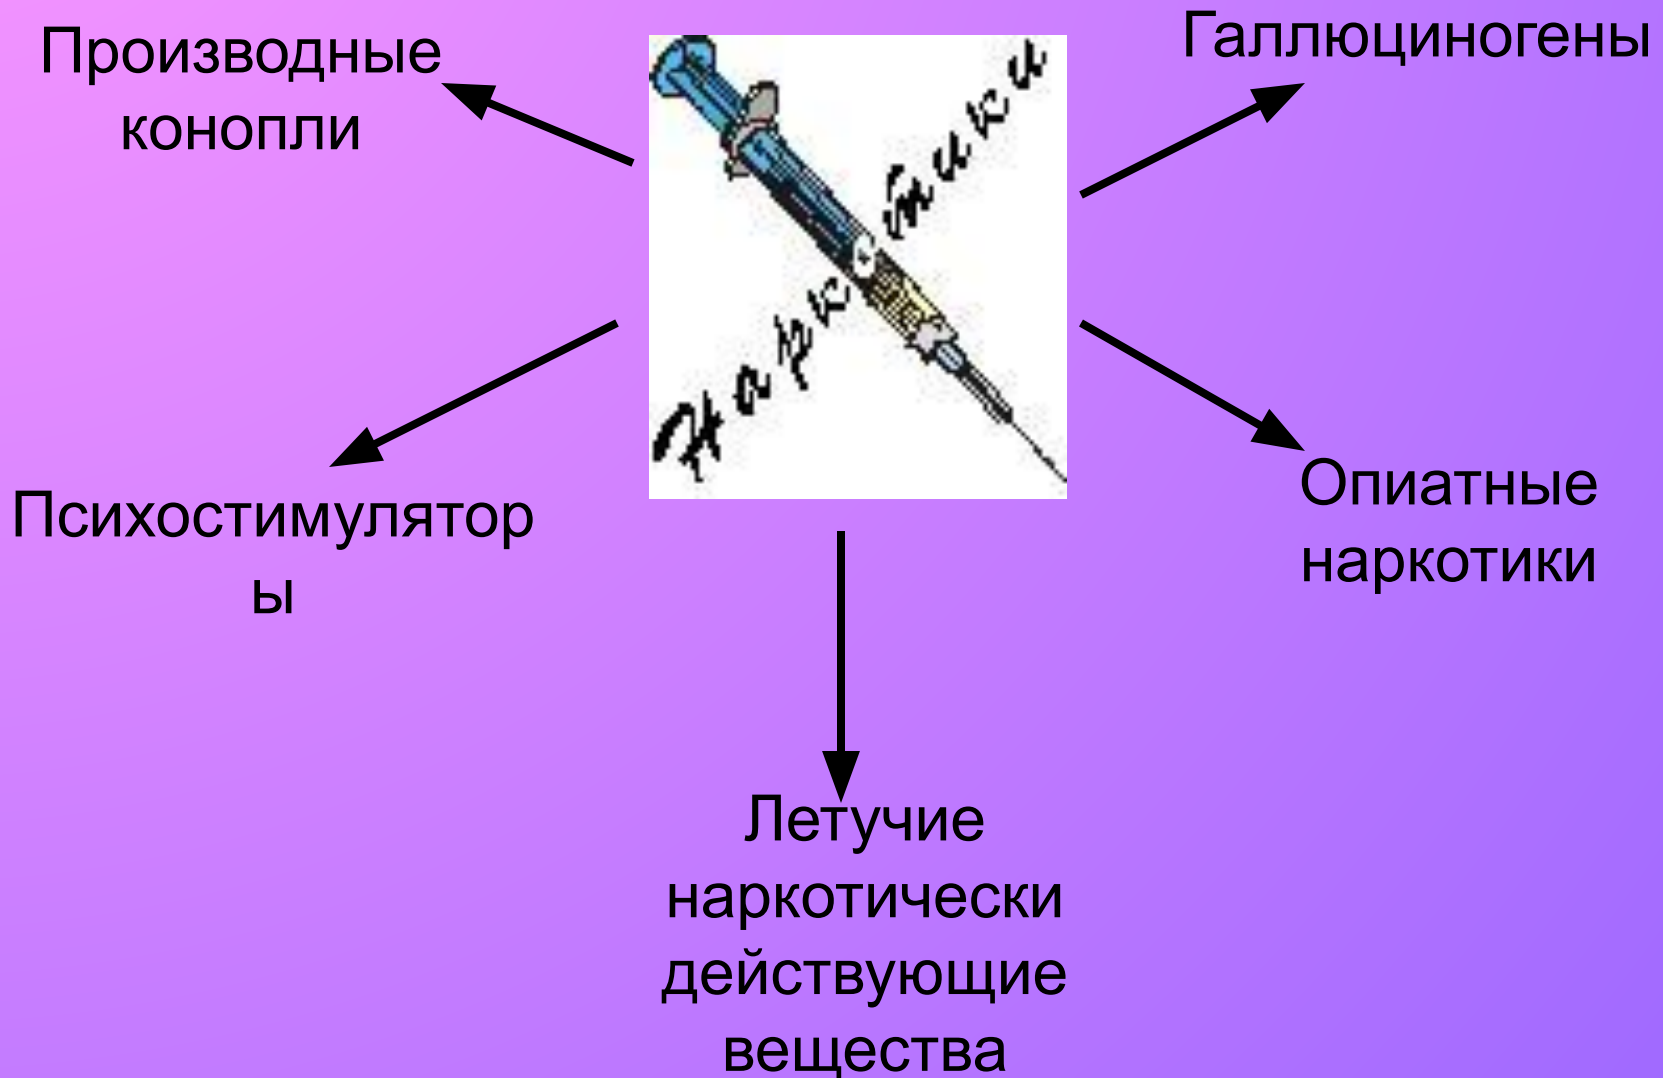 Производные
конопли
Галлюциногены
Наркотики
Психостимулятор
ы
Опиатные
наркотики
Летучие
наркотически
действующие
вещества